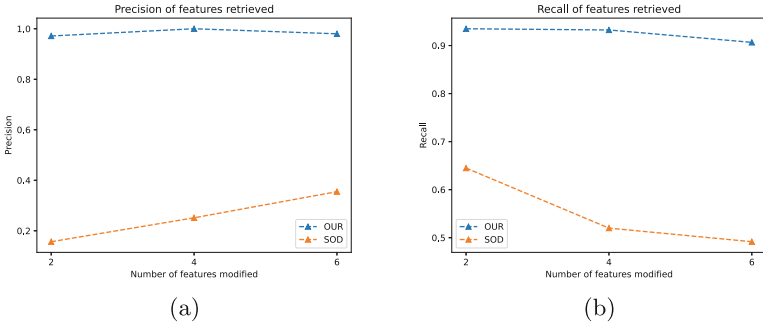 Precision of features retrieved
1.0
0.8
0.6
0.4
0.2
Precision
2 4 6
Number of features modified
OUR
SOD
(a)
Recall of features retrieved
0.9
0.8
0.7
0.6
0.5
Recall
2 4 6
Number of features modified
OUR
SOD
(b)